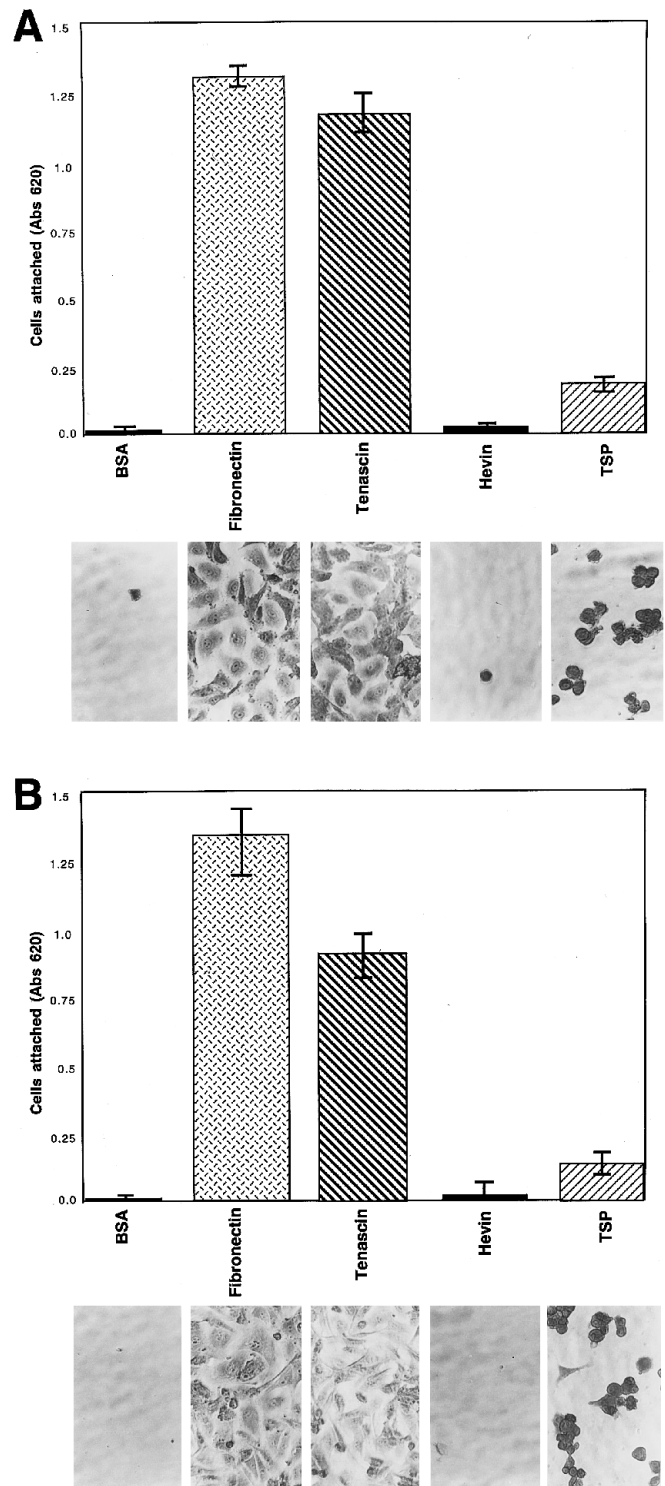 A
1.5
1.25
1.0
0.75
0.5
0.25
0.0
Cells attached (Abs 620)
BSA
Fibronectin
Tenascin
Hevin
TSP
B
1.5
1.25
1.0
0.75
0.5
0.25
0.0
Cells attached (Abs 620)
BSA
Fibronectin
Tenascin
Hevin
TSP